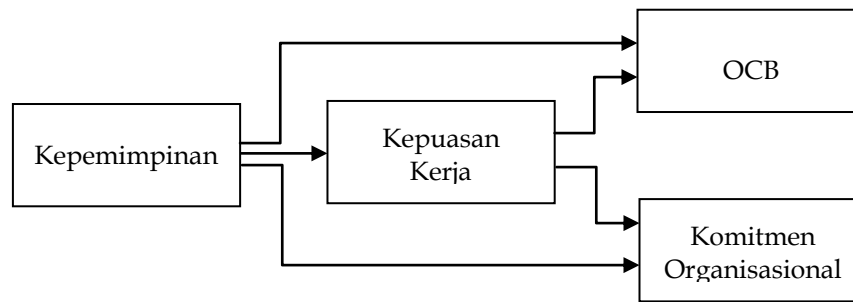 OCB
Kepemimpinan
Kepuasan
Kerja
Komitmen
Organisasional